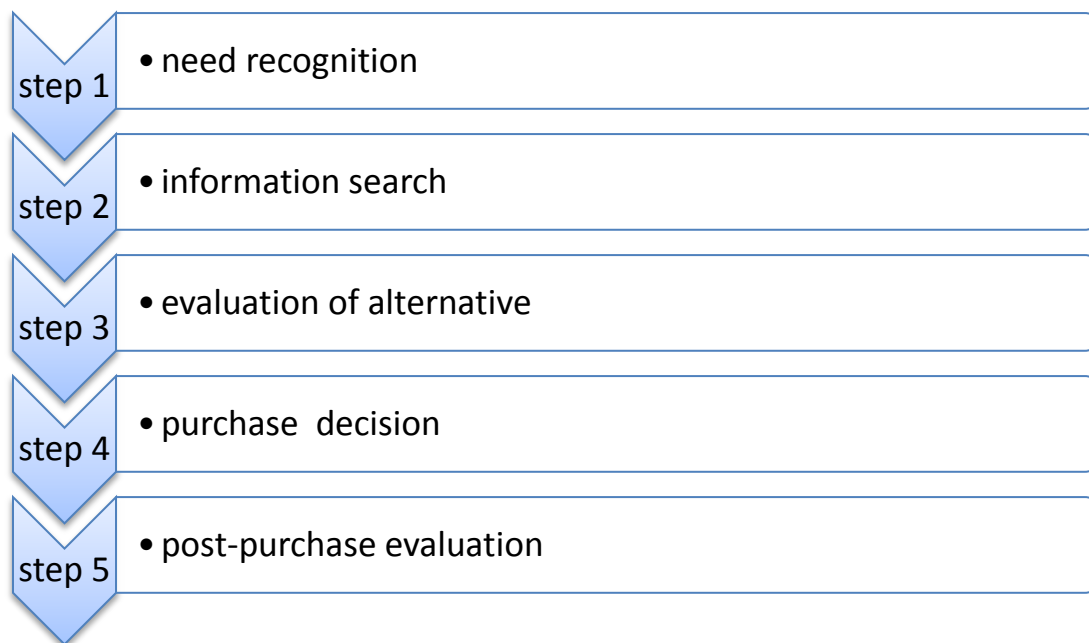 step 1
• need recognition
step 2
• information search
step 3
• evaluation of alternative
step 4
• purchase  decision
step 5
• post-purchase evaluation